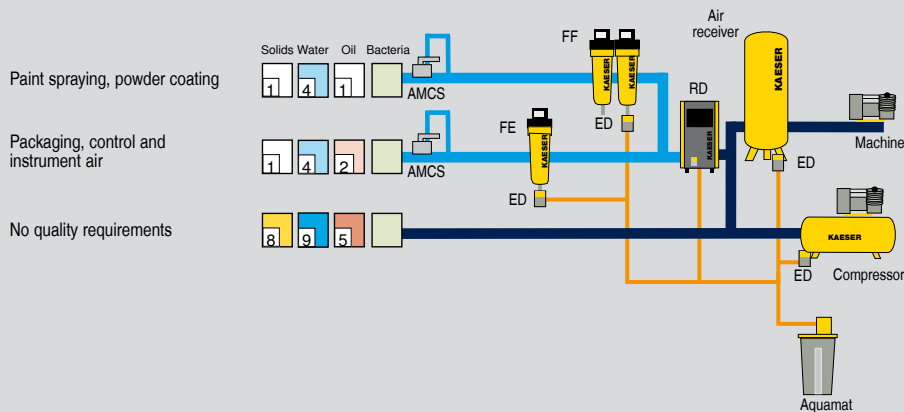 Solids Water Oil Bacteria
FF
Air
receiver
Paint spraying, powder coating
1 4 1
AMCS
KAESER KAESER
ED
RD
KAESER
KAESER
Machine
Packaging, control and
instrument air
1 4 2
AMCS
FE
KAESER
ED
ED
No quality requirements
8 9 5
KAESER
ED
Compressor
Aquamat